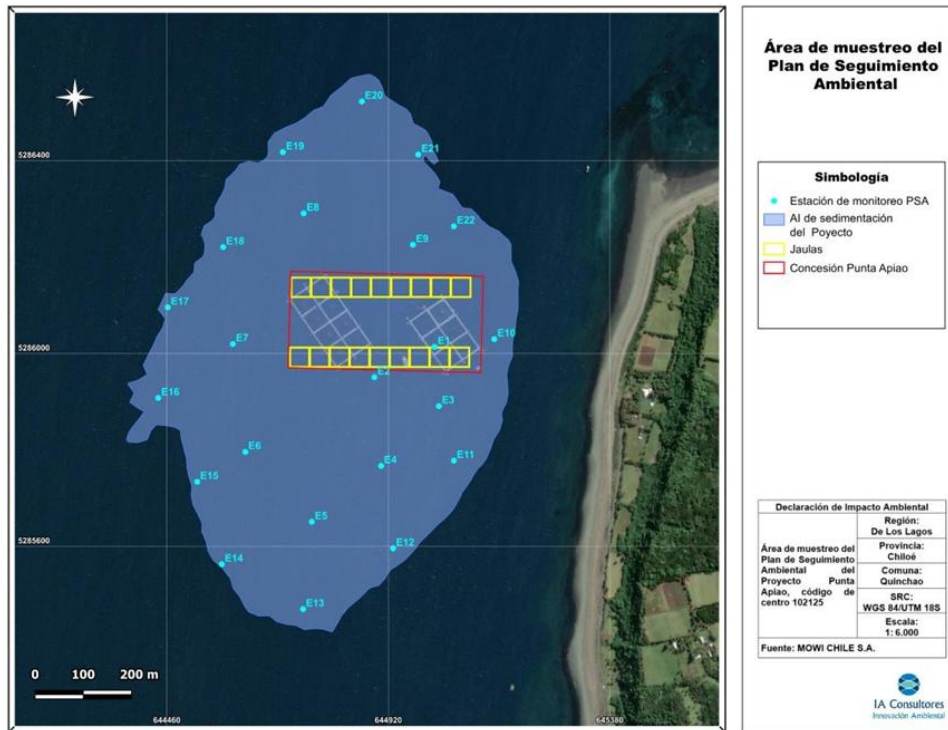 E20
E19
E21
5286400
E8
E22
E18
E9
E17
E10
E7
E1
5286000
E2
E16
E3
E6
E11
E4
E15
E5
E12
5285600
E14
E13
0 100 200 m
644460
644920
645380
Área de muestreo del
Plan de Seguimiento
Ambiental
Simbología
Estación de monitoreo PSA
AI de sedimentación
del Poyecto
Jaulas
Concesión Punta Apiao
Declaración de Impacto Ambiental
Área de muestreo del
Plan de Seguimiento
Ambiental del
Proyecto Punta
Apiao, código de
centro 102125
Región:
De Los Lagos
Provincia:
Chiloé
Comuna:
Quinchao
SRC:
WGS 84/UTM 18S
Escala:
1: 6.000
Fuente: MOWI CHILE S.A.
IA Consultores
Innovación Ambiental